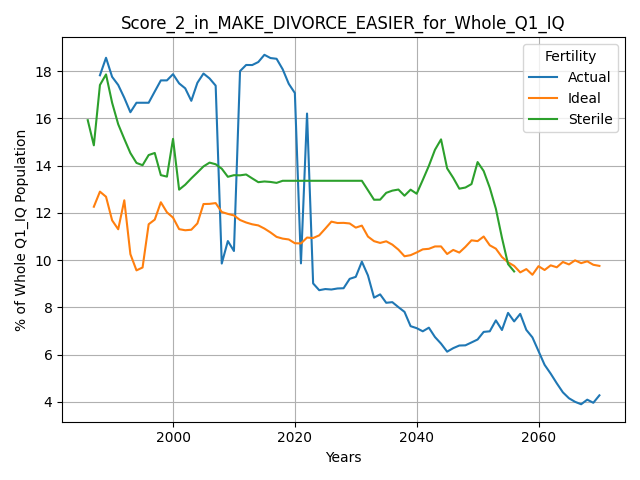 Score_2_in_MAKE_DIVORCE_EASIER_for_Whole_Q1_IQ
Fertility
Actual
Ideal
Sterile
% of Whole Q1_IQ Population
18
16
14
12
10
8
6
4
2000
2020
2040
2060
Years